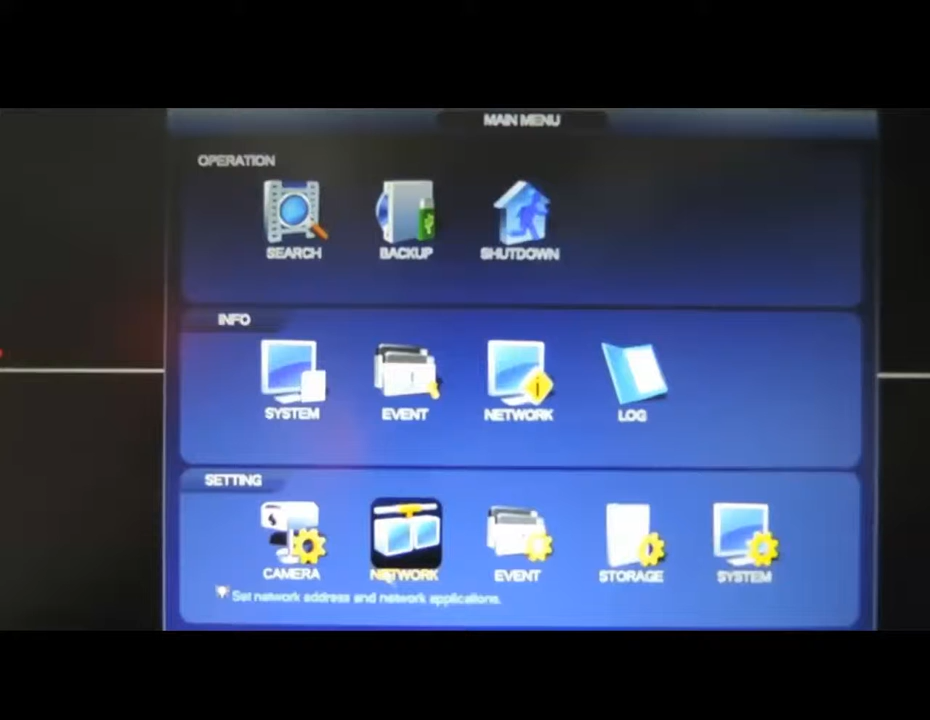 MAIN MENU
OPERATION
SEARCH BACKUP SHUTDOWN
INFO
SYSTEM EVENT NETWORK LOG
SETTING
CAMERA NETWORK EVENT STORAGE SYSTEM
Set network address and network applications.